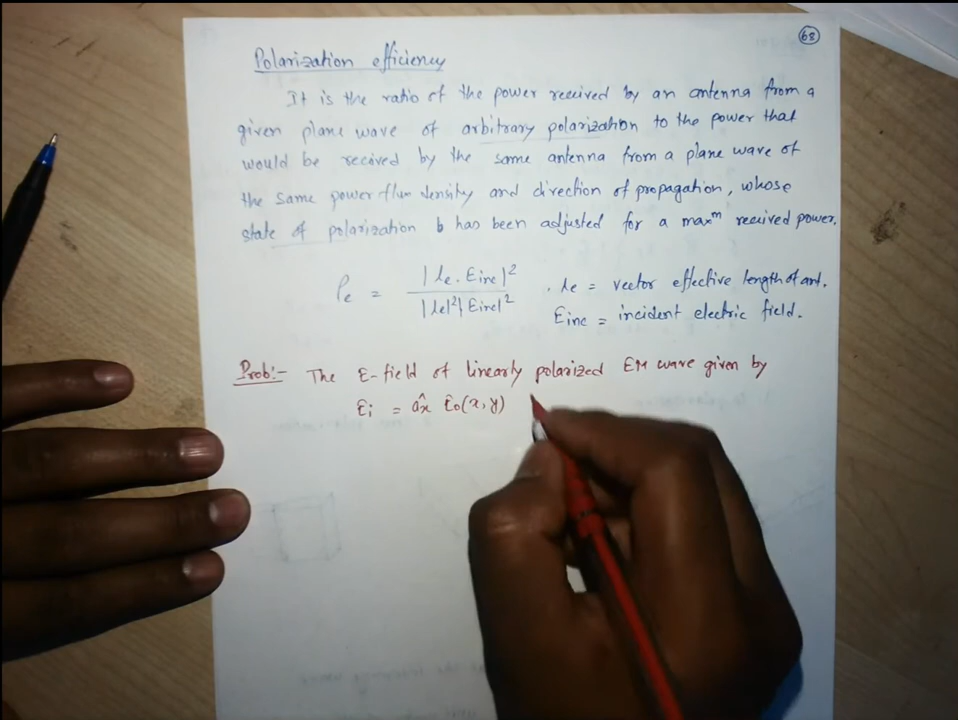 68
Polarization efficiency
It is the ratio of the power received by an antenna from a
given plane wave of arbitrary polarization to the power that
would be recived by the same antenna from a plane wave of
the same power flux density and direction of propagation, whose
state of polarization b has been adjusted for a maxᵐ received power.
Pe = |le . Einc|² / |le|² |Einc|² . le = vector effective length of ant.
Einc = incident electric field.
Prob:- The E-field of linearly polarized EM wave given by
Ei = âx E₀(x, y)